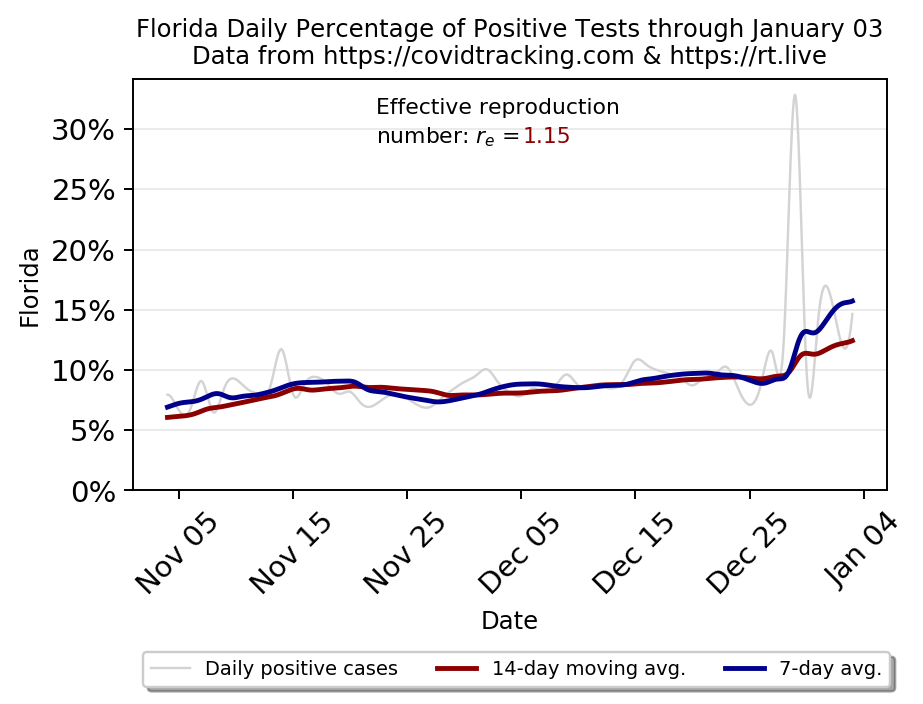 Florida Daily Percentage of Positive Tests through January 03
Data from https://covidtracking.com & https://rt.live
Effective reproduction
number: rₑ =1.15
30%
25%
20%
15%
10%
5%
0%
Florida
Nov 05
Nov 15
Nov 25
Dec 05
Dec 15
Dec 25
Jan 04
Date
Daily positive cases
14-day moving avg.
7-day avg.